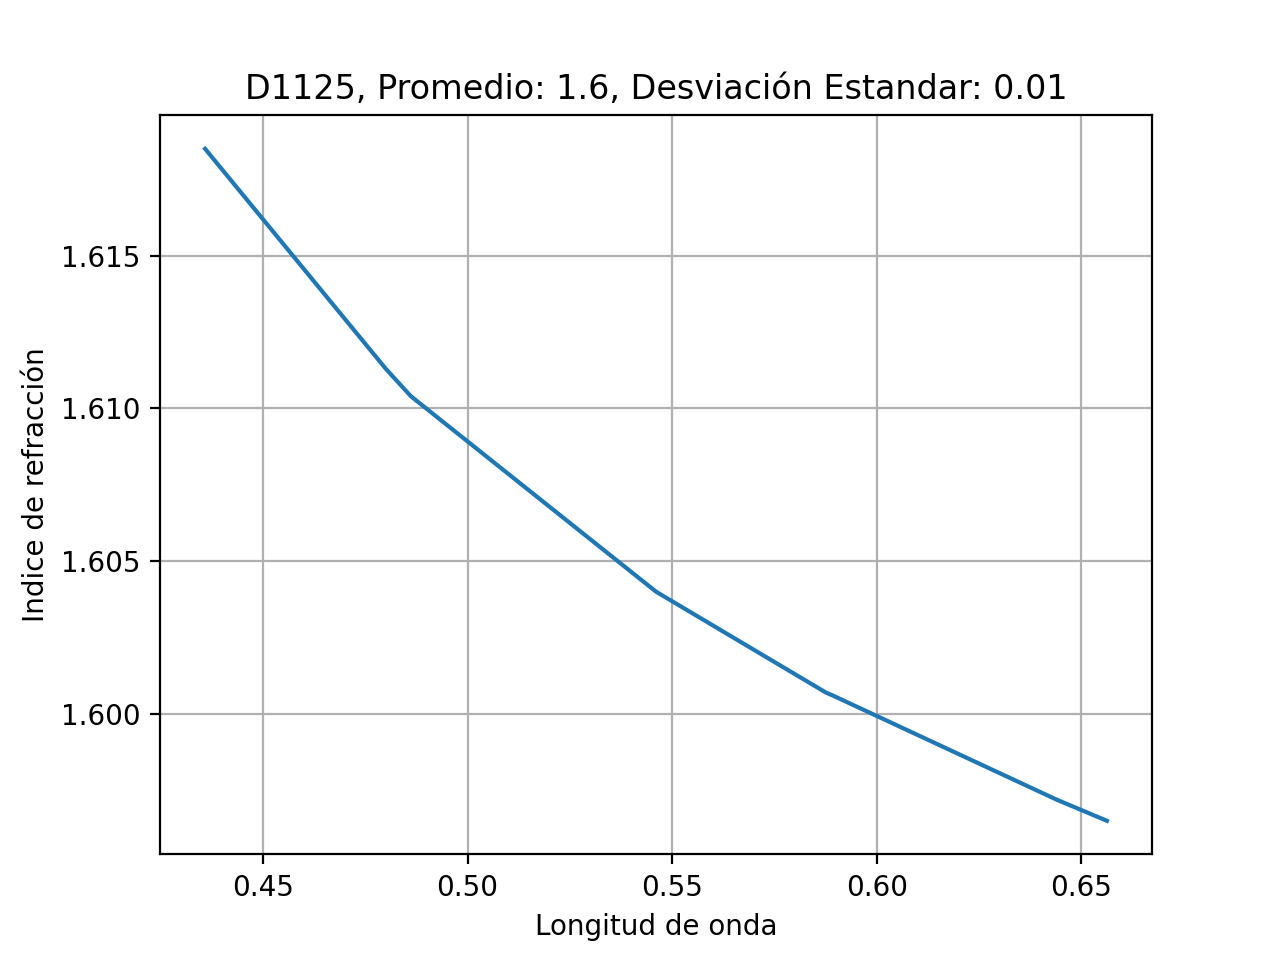 D1125, Promedio: 1.6, Desviación Estandar: 0.01
Indice de refracción
1.615
1.610
1.605
1.600
0.45 0.50 0.55 0.60 0.65
Longitud de onda